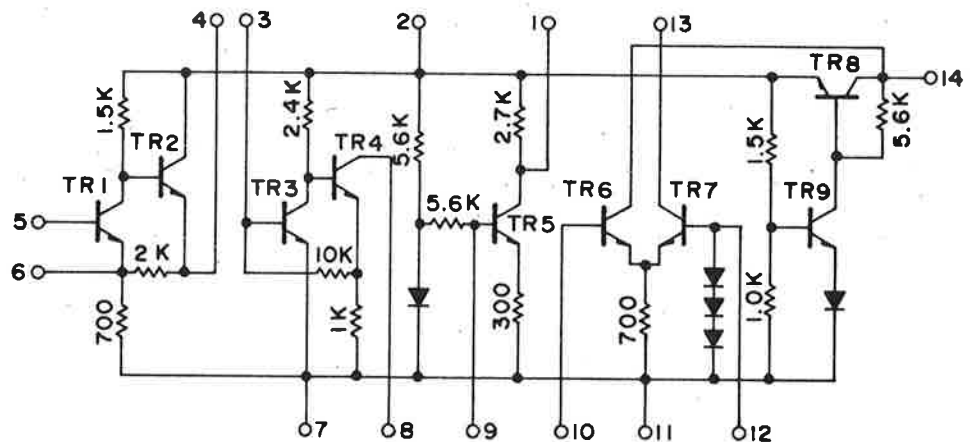 4 3 2 1 13
TR8
14
1.5K 2.4K 5.6K 2.7K 1.5K 5.6K
TR2 TR4
TR1 TR3 TR6 TR7 TR9
5 5.6K TR5
6 2K 10K
700 1K 300 700 1.0K
7 8 9 10 11 12